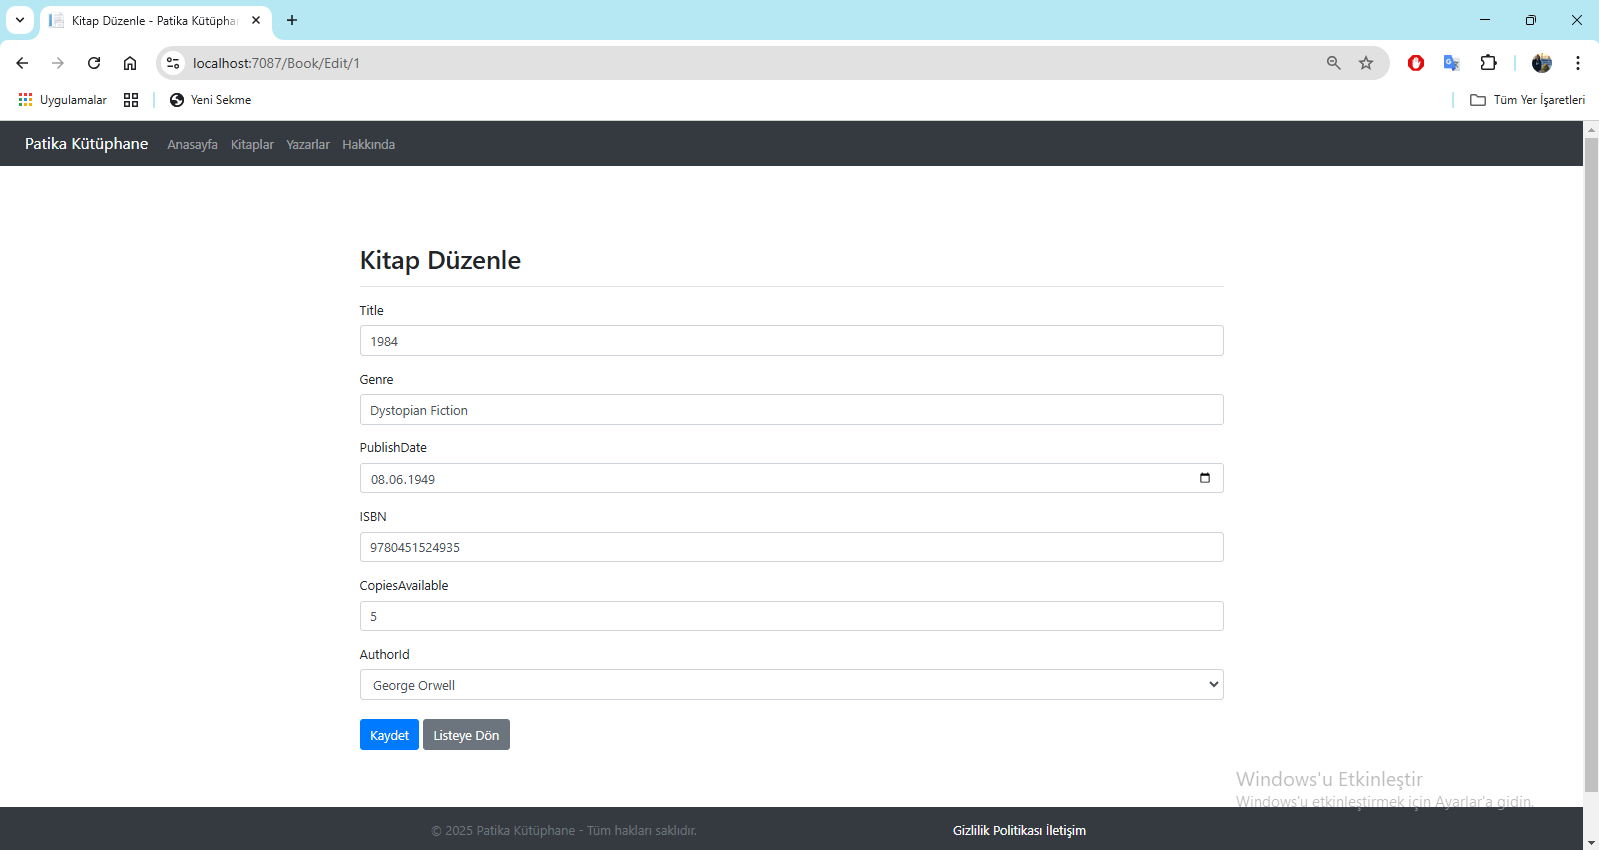 Kitap Düzenle - Patika Kütüpha
localhost:7087/Book/Edit/1
Uygulamalar
Yeni Sekme
Tüm Yer İşaretleri
Patika Kütüphane Anasayfa Kitaplar Yazarlar Hakkında
Kitap Düzenle
Title
1984
Genre
Dystopian Fiction
PublishDate
08.06.1949
ISBN
9780451524935
CopiesAvailable
5
AuthorId
George Orwell
Kaydet Listeye Dön
Windows'u Etkinleştir
Windows'u etkinleştirmek için Ayarlar'a gidin.
© 2025 Patika Kütüphane - Tüm hakları saklıdır. Gizlilik Politikası İletişim